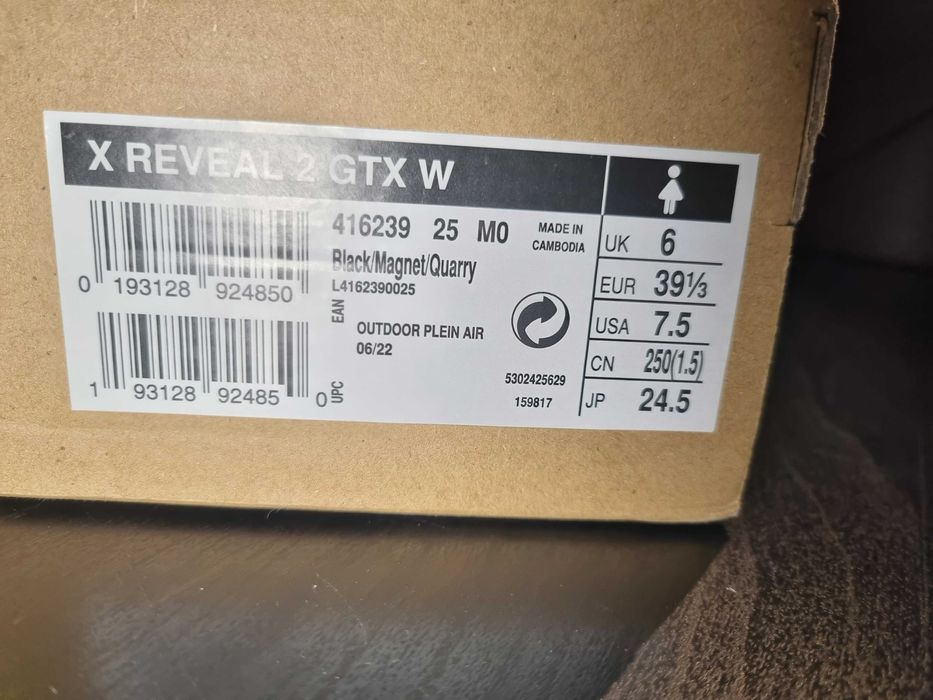 X REVEAL 2 GTX W
0 193128 924850
EAN
1 93128 92485 0
UPC
416239 25 M0
Black/Magnet/Quarry
L4162390025
OUTDOOR PLEIN AIR
06/22
MADE IN
CAMBODIA
5302425629
159817
UK 6
EUR 39⅓
USA 7.5
CN 250(1.5)
JP 24.5